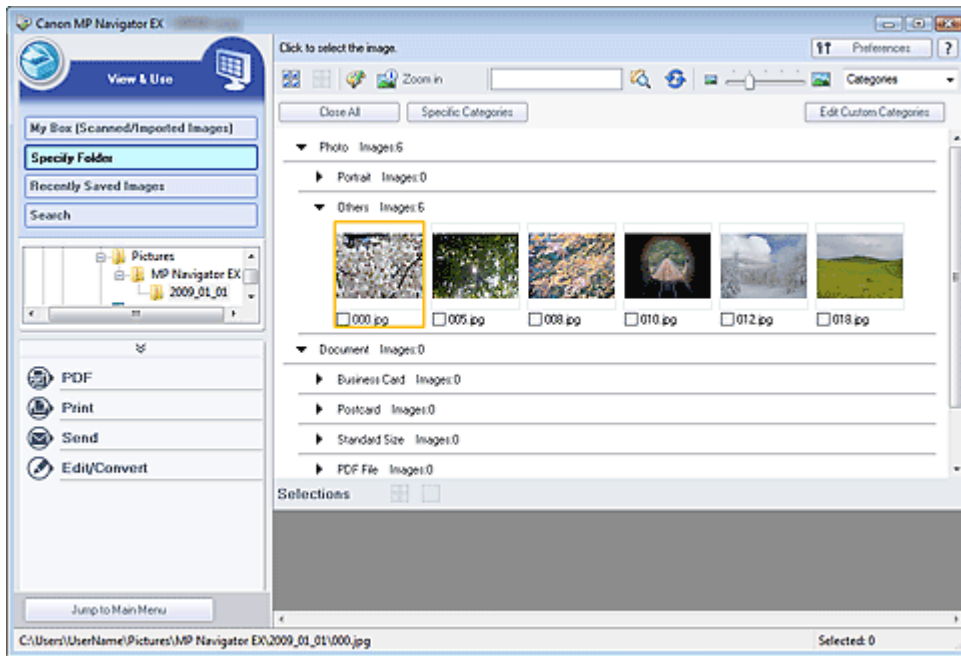 Canon MP Navigator EX
View & Use
My Box (Scanned/Imported Images)
Specify Folder
Recently Saved Images
Search
Pictures
MP Navigator EX
2009_01_01
PDF
Print
Send
Edit/Convert
Jump to Main Menu
Click to select the image.
Preferences
?
Zoom in
Categories
Close All
Specific Categories
Edit Custom Categories
Photo Images:6
Portrait Images:0
Others Images:6
000.jpg 005.jpg 008.jpg 010.jpg 012.jpg 018.jpg
Document Images:0
Business Card Images:0
Postcard Images:0
Standard Size Images:0
PDF File Images:0
Selections
C:\Users\UserName\Pictures\MP Navigator EX\2009_01_01\000.jpg
Selected: 0